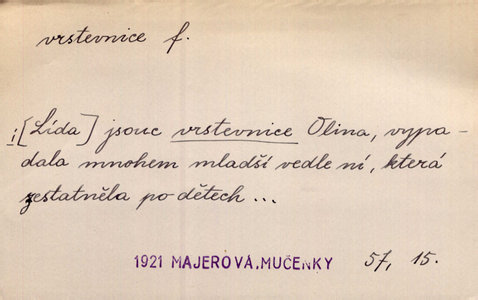 vrstevnice f.
i [Lída] jsouc vrstevnice Olina, vypa-
dala mnohem mladší vedle ní, která
zestatněla po dětech...
1921 MAJEROVÁ, MUČENKY 57, 15.